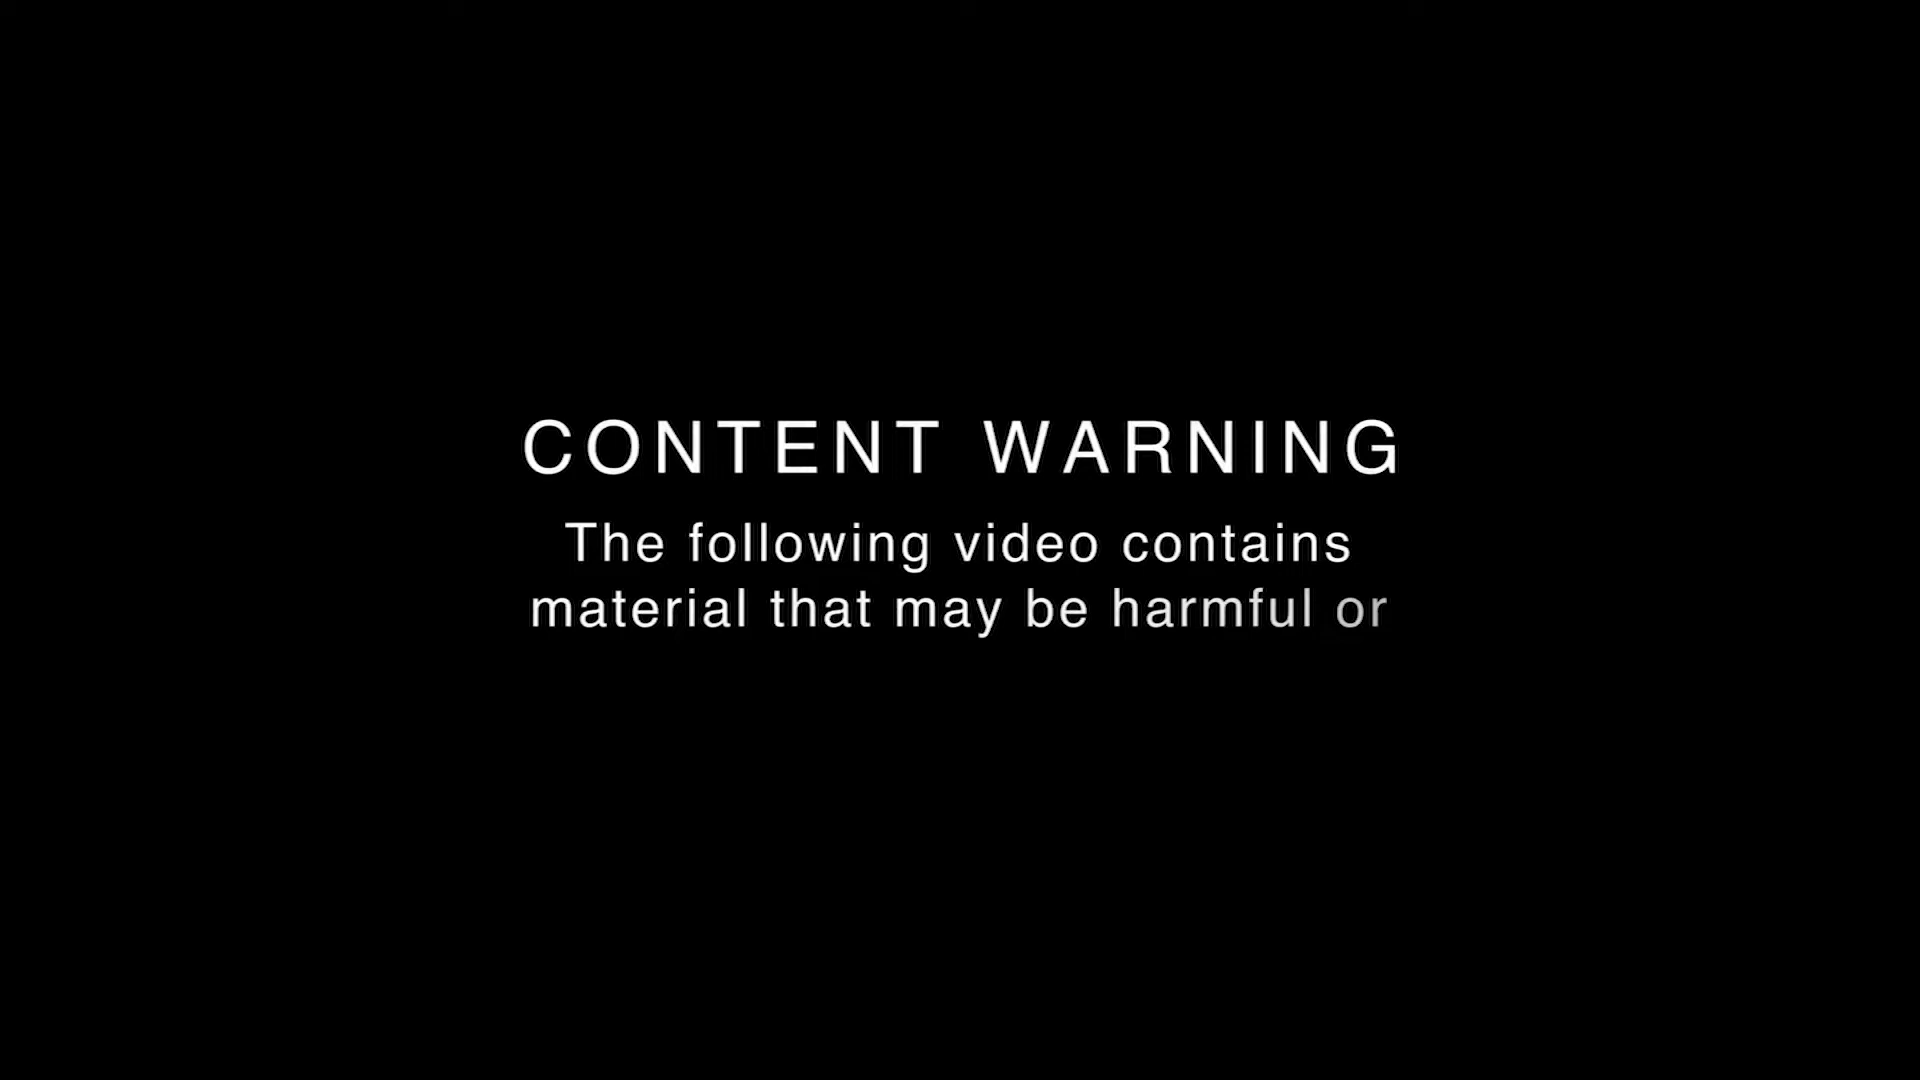 CONTENT WARNING
The following video contains
material that may be harmful or